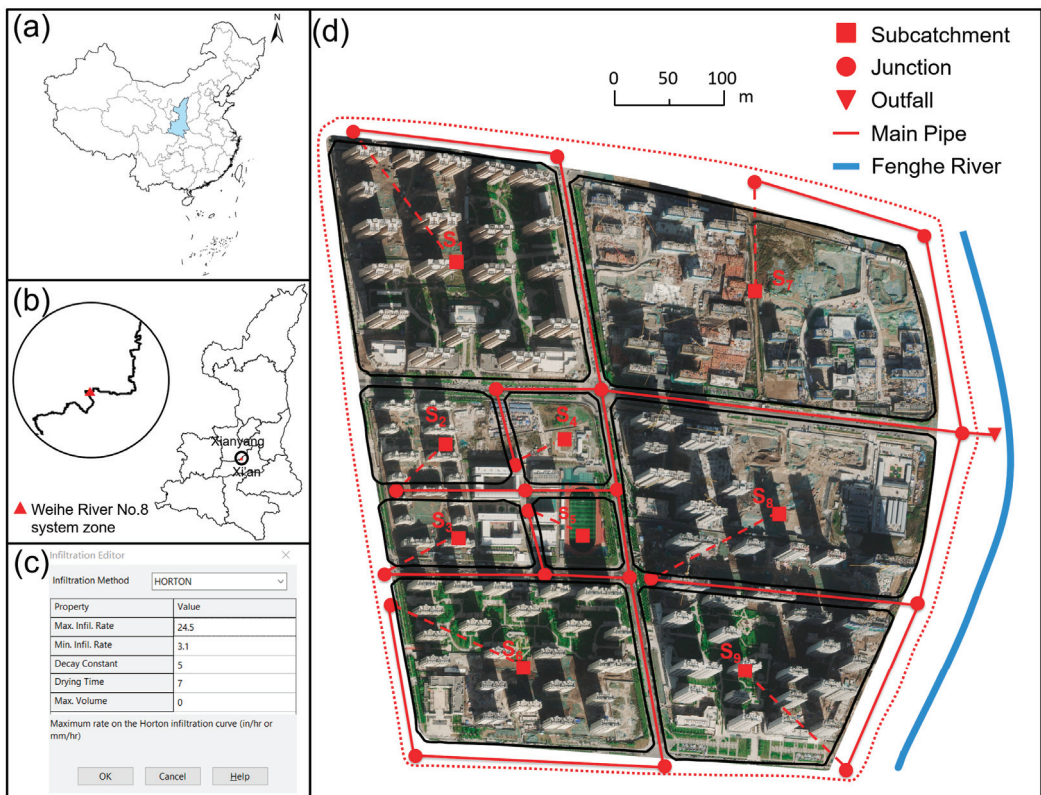 (a)
N
(b)
Xianyang
Xi'an
Weihe River No.8
system zone
(c)
Infiltration Editor
Infiltration Method HORTON
Property Value
Max. Infil. Rate 24.5
Min. Infil. Rate 3.1
Decay Constant 5
Drying Time 7
Max. Volume 0
Maximum rate on the Horton infiltration curve (in/hr or
mm/hr)
OK Cancel Help
(d)
0 50 100
m
Subcatchment
Junction
Outfall
Main Pipe
Fenghe River
S₁
S₇
S₂
S₄
S₈
S₃
S₉